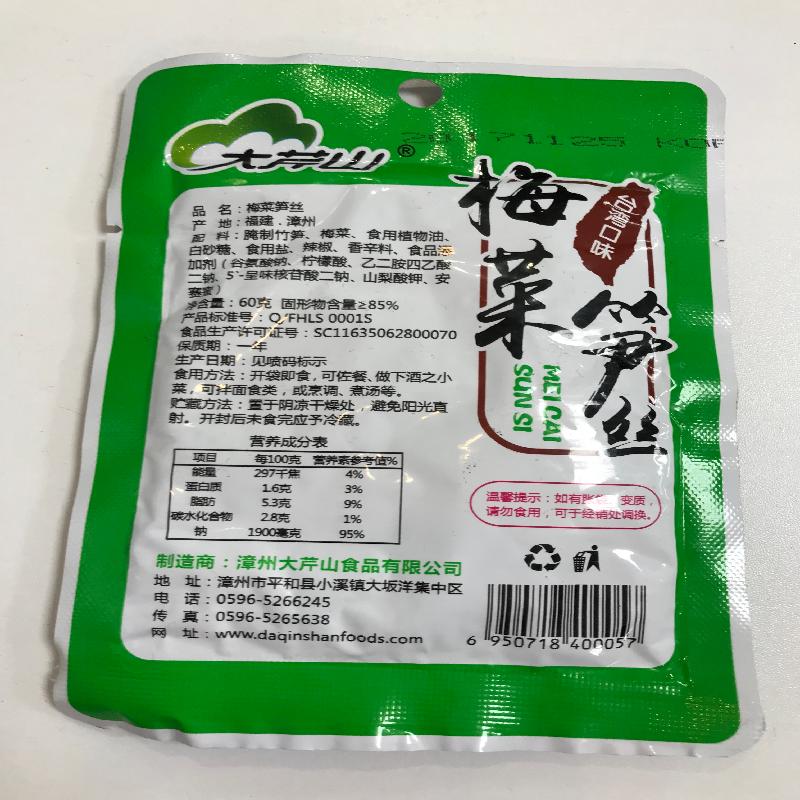 大芹山®
20171125 KDF
梅菜笋丝
台湾口味
MEI CAI
SUN SI
品 名：梅菜笋丝
产 地：福建．漳州
配 料：腌制竹笋、梅菜、食用植物油、
白砂糖、食用盐、辣椒、香辛料、食品添
加剂（谷氨酸钠、柠檬酸、乙二胺四乙酸
二钠、5`-呈味核苷酸二钠、山梨酸钾、安
赛蜜）
净含量：60克 固形物含量≥85%
产品标准号：Q/FHLS 0001S
食品生产许可证号：SC11635062800070
保质期：一年
生产日期：见喷码标示
食用方法：开袋即食，可佐餐、做下酒之小
菜，可拌面食类，或烹调、煮汤等。
贮藏方法：置于阴凉干燥处，避免阳光直
射。开封后未食完应予冷藏。
营养成分表
项目 每100克 营养素参考值%
能量 297千焦 4%
蛋白质 1.6克 3%
脂肪 5.3克 9%
碳水化合物 2.8克 1%
钠 1900毫克 95%
温馨提示：如有胀袋、变质，
请勿食用，可于经销处调换。
制造商：漳州大芹山食品有限公司
地 址：漳州市平和县小溪镇大坂洋集中区
电 话：0596-5266245
传 真：0596-5265638
网 址：www.daqinshanfoods.com
6 950718 400057